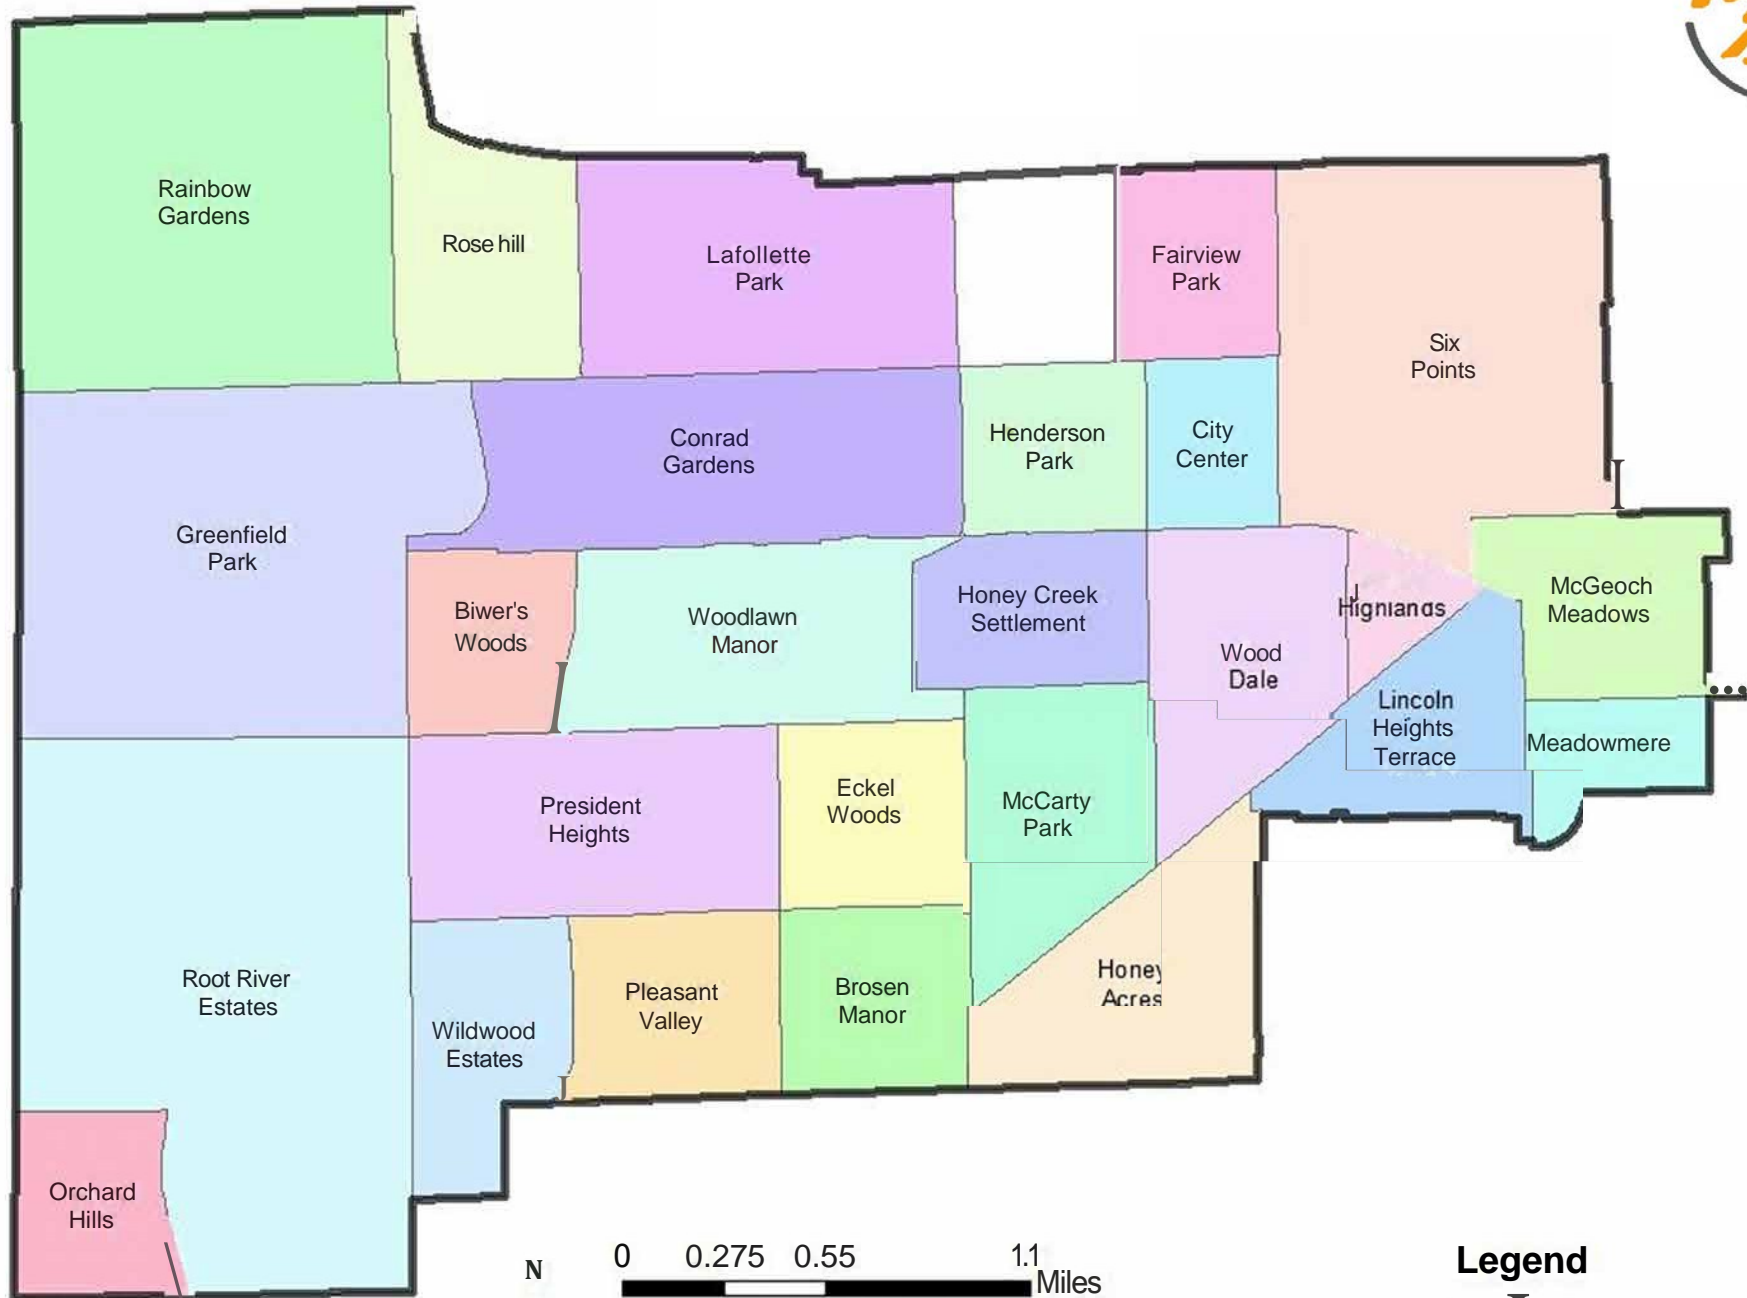 Rainbow
Gardens
Rose hill
Lafollette
Park
Fairview
Park
Six
Points
Conrad
Gardens
Henderson
Park
City
Center
Greenfield
Park
Biwer's
Woods
Woodlawn
Manor
Honey Creek
Settlement
Wood
Dale
Highlands
McGeoch
Meadows
Lincoln
Heights
Terrace
Meadowmere
President
Heights
Eckel
Woods
McCarty
Park
Root River
Estates
Wildwood
Estates
Pleasant
Valley
Brosen
Manor
Honey
Acres
Orchard
Hills
N
0 0.275 0.55 1.1
Miles
Legend